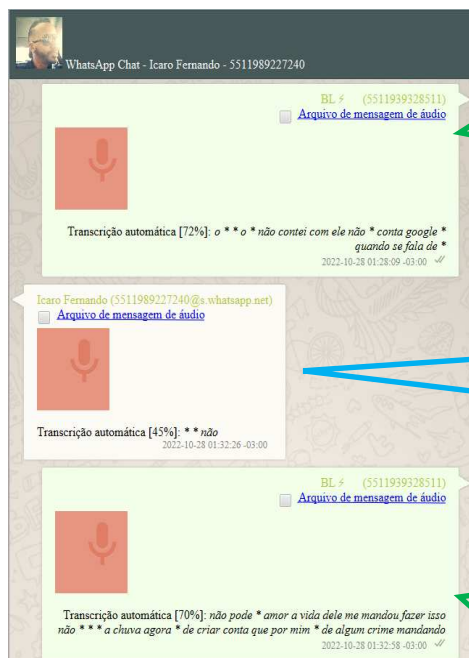 WhatsApp Chat - Icaro Fernando - 5511989227240
BL ⚡ (5511939328511)
Arquivo de mensagem de áudio
Transcrição automática [72%]: o * * o * não contei com ele não * conta google *
quando se fala de *
2022-10-28 01:28:09 -03:00
Icaro Fernando (5511989227240@s.whatsapp.net)
Arquivo de mensagem de áudio
Transcrição automática [45%]: * * não
2022-10-28 01:32:26 -03:00
BL ⚡ (5511939328511)
Arquivo de mensagem de áudio
Transcrição automática [70%]: não pode * amor a vida dele me mandou fazer isso
não * * * a chuva agora * de criar conta que por mim * de algum crime mandando
2022-10-28 01:32:58 -03:00